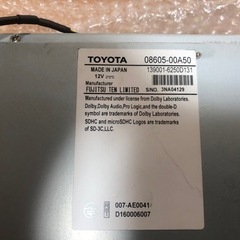 TOYOTA 08605-00A50
MADE IN JAPAN 139001-6250D131
12V
FUJITSU TEN LIMITED SERIAL NO. 3NA04129
Manufactured under license from Dolby Laboratories.
Dolby,Dolby Audio,Pro Logic,and the double-D
symbol are trademarks of Dolby Laboratories.
SDHC and microSDHC Logos are trademarks
of SD-3C,LLC.
007-AE0041
D160006007